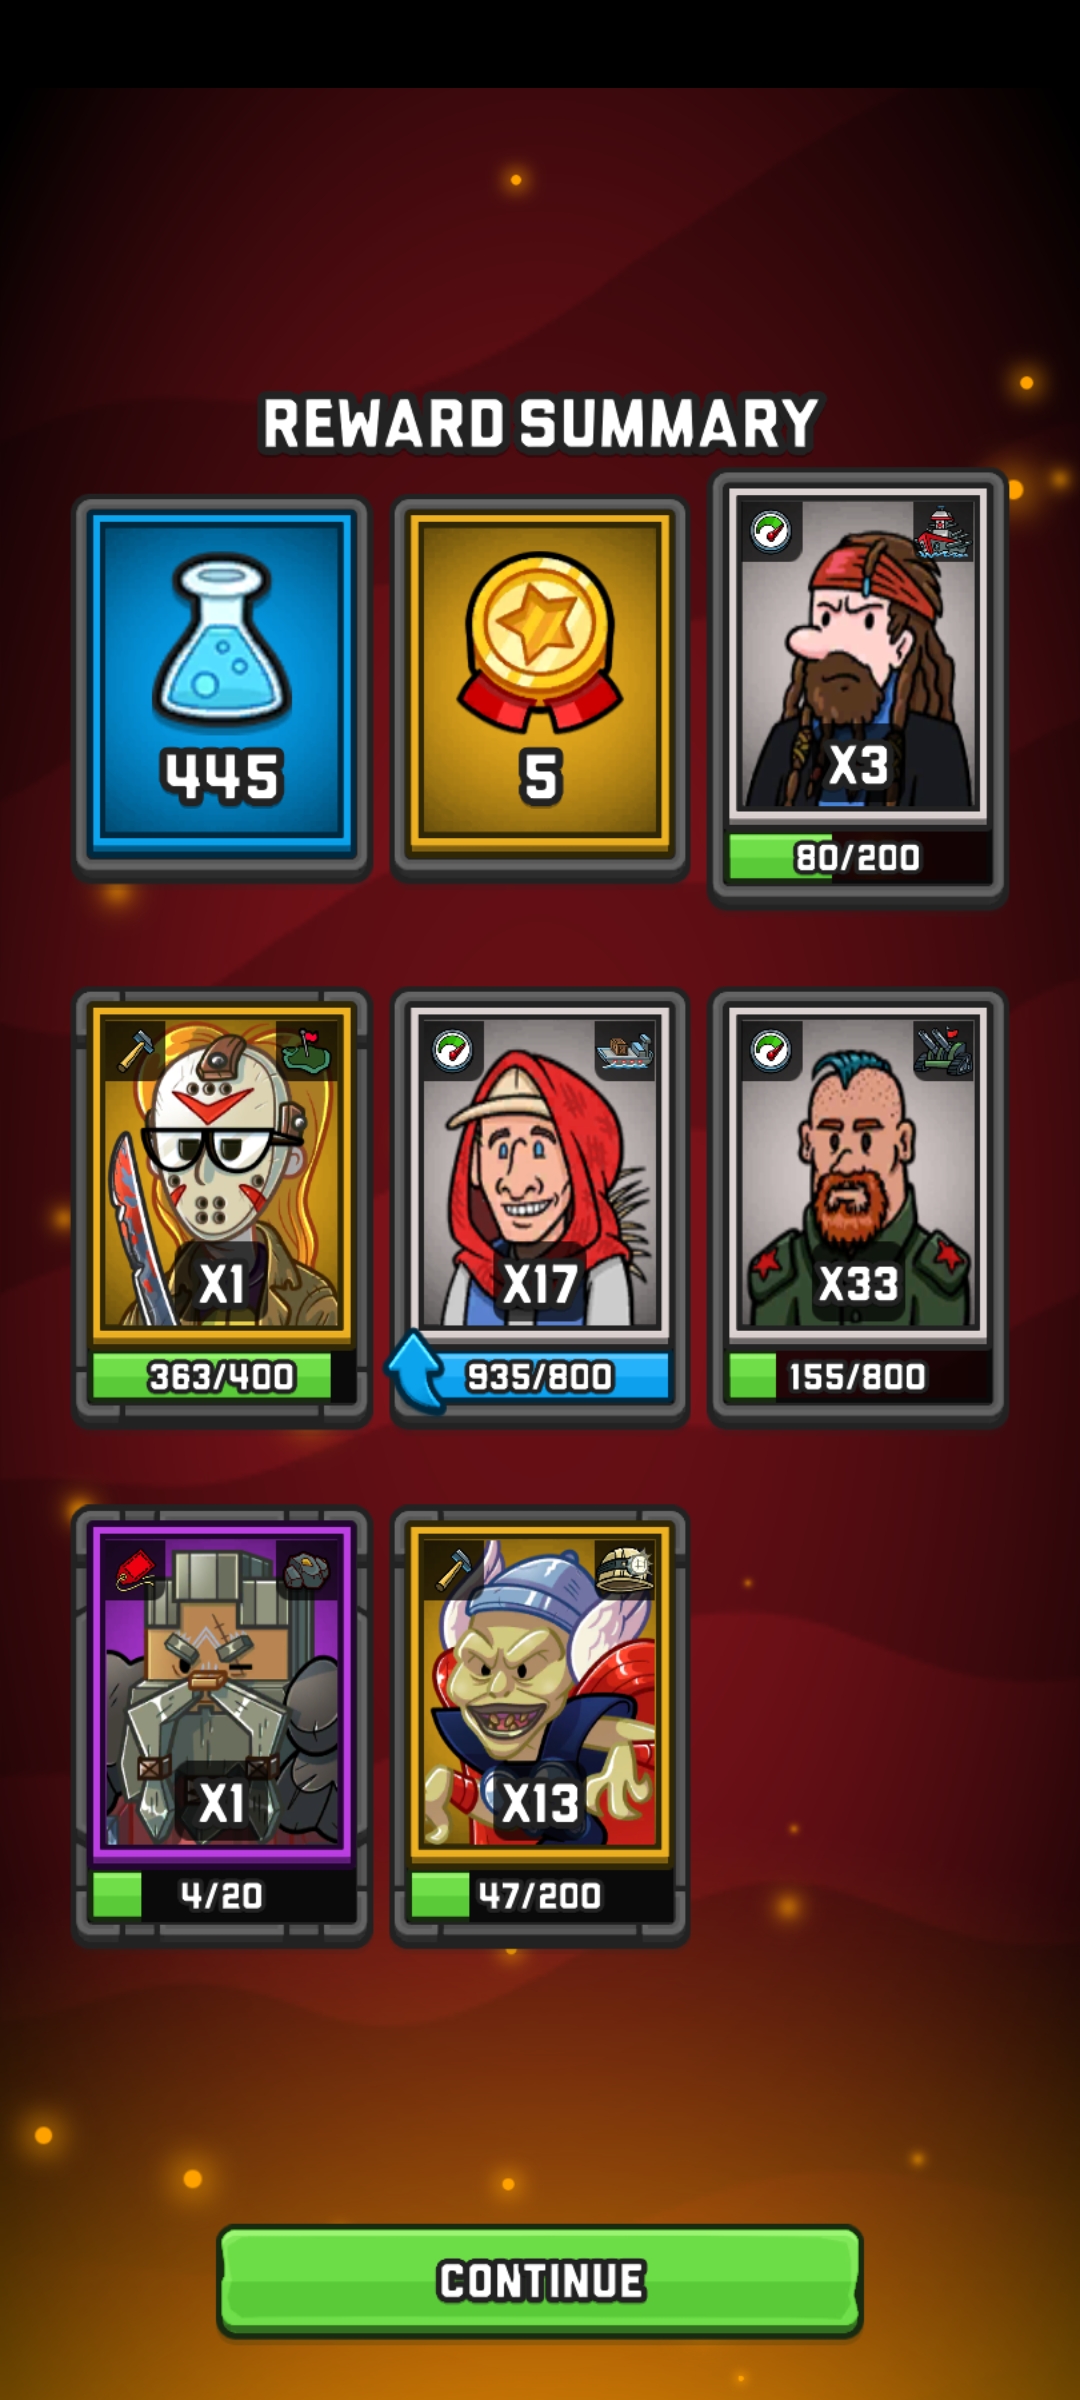 REWARD SUMMARY
445
5
X3
80/200
X1
363/400
X17
935/800
X33
155/800
X1
4/20
X13
47/200
CONTINUE